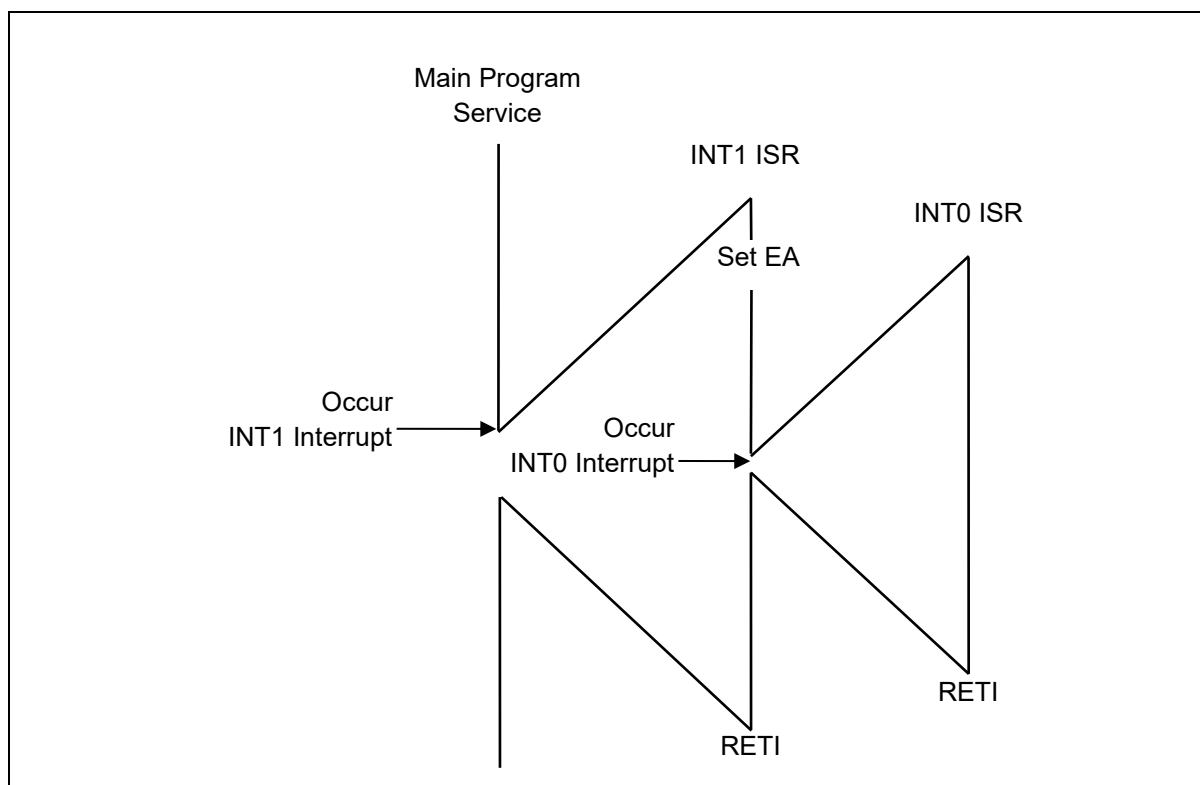 Main Program
Service
INT1 ISR
INT0 ISR
Set EA
Occur
INT1 Interrupt
Occur
INT0 Interrupt
RETI
RETI